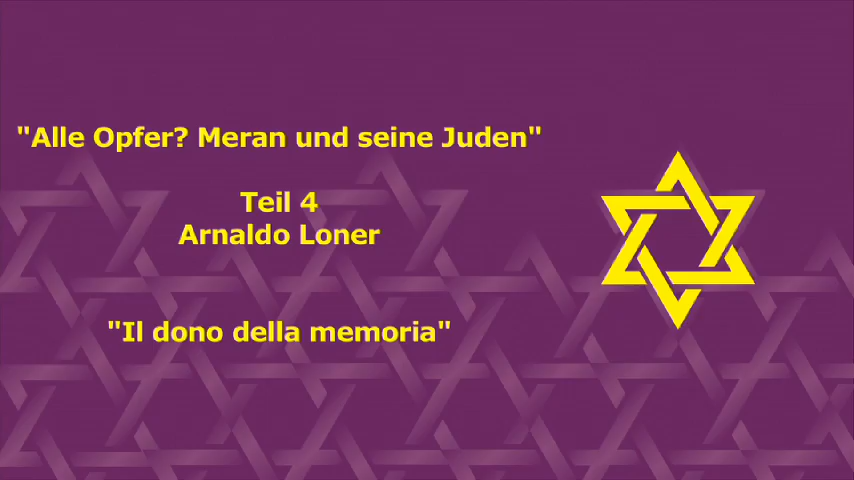 "Alle Opfer? Meran und seine Juden"
Teil 4
Arnaldo Loner
"Il dono della memoria"